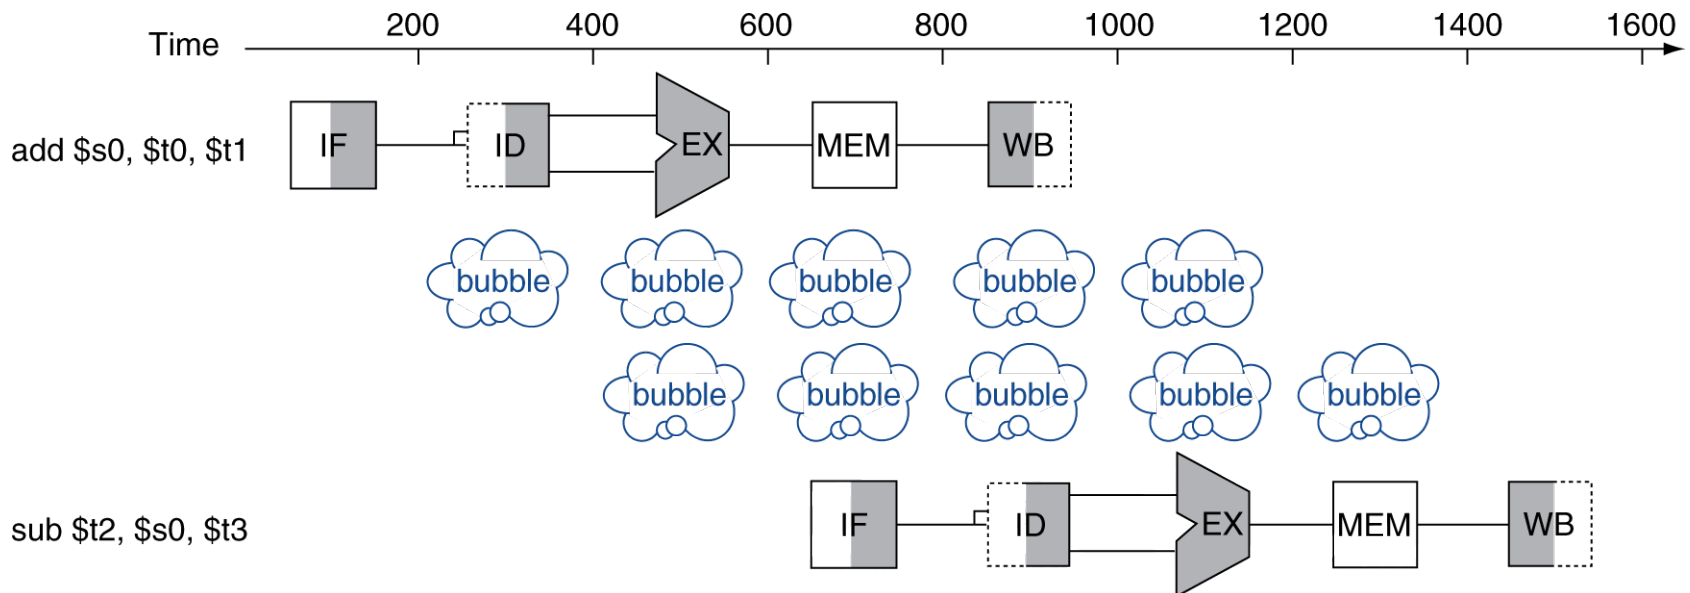 200 400 600 800 1000 1200 1400 1600
Time
add $s0, $t0, $t1 IF ID EX MEM WB
bubble bubble bubble bubble bubble
bubble bubble bubble bubble bubble
sub $t2, $s0, $t3 IF ID EX MEM WB